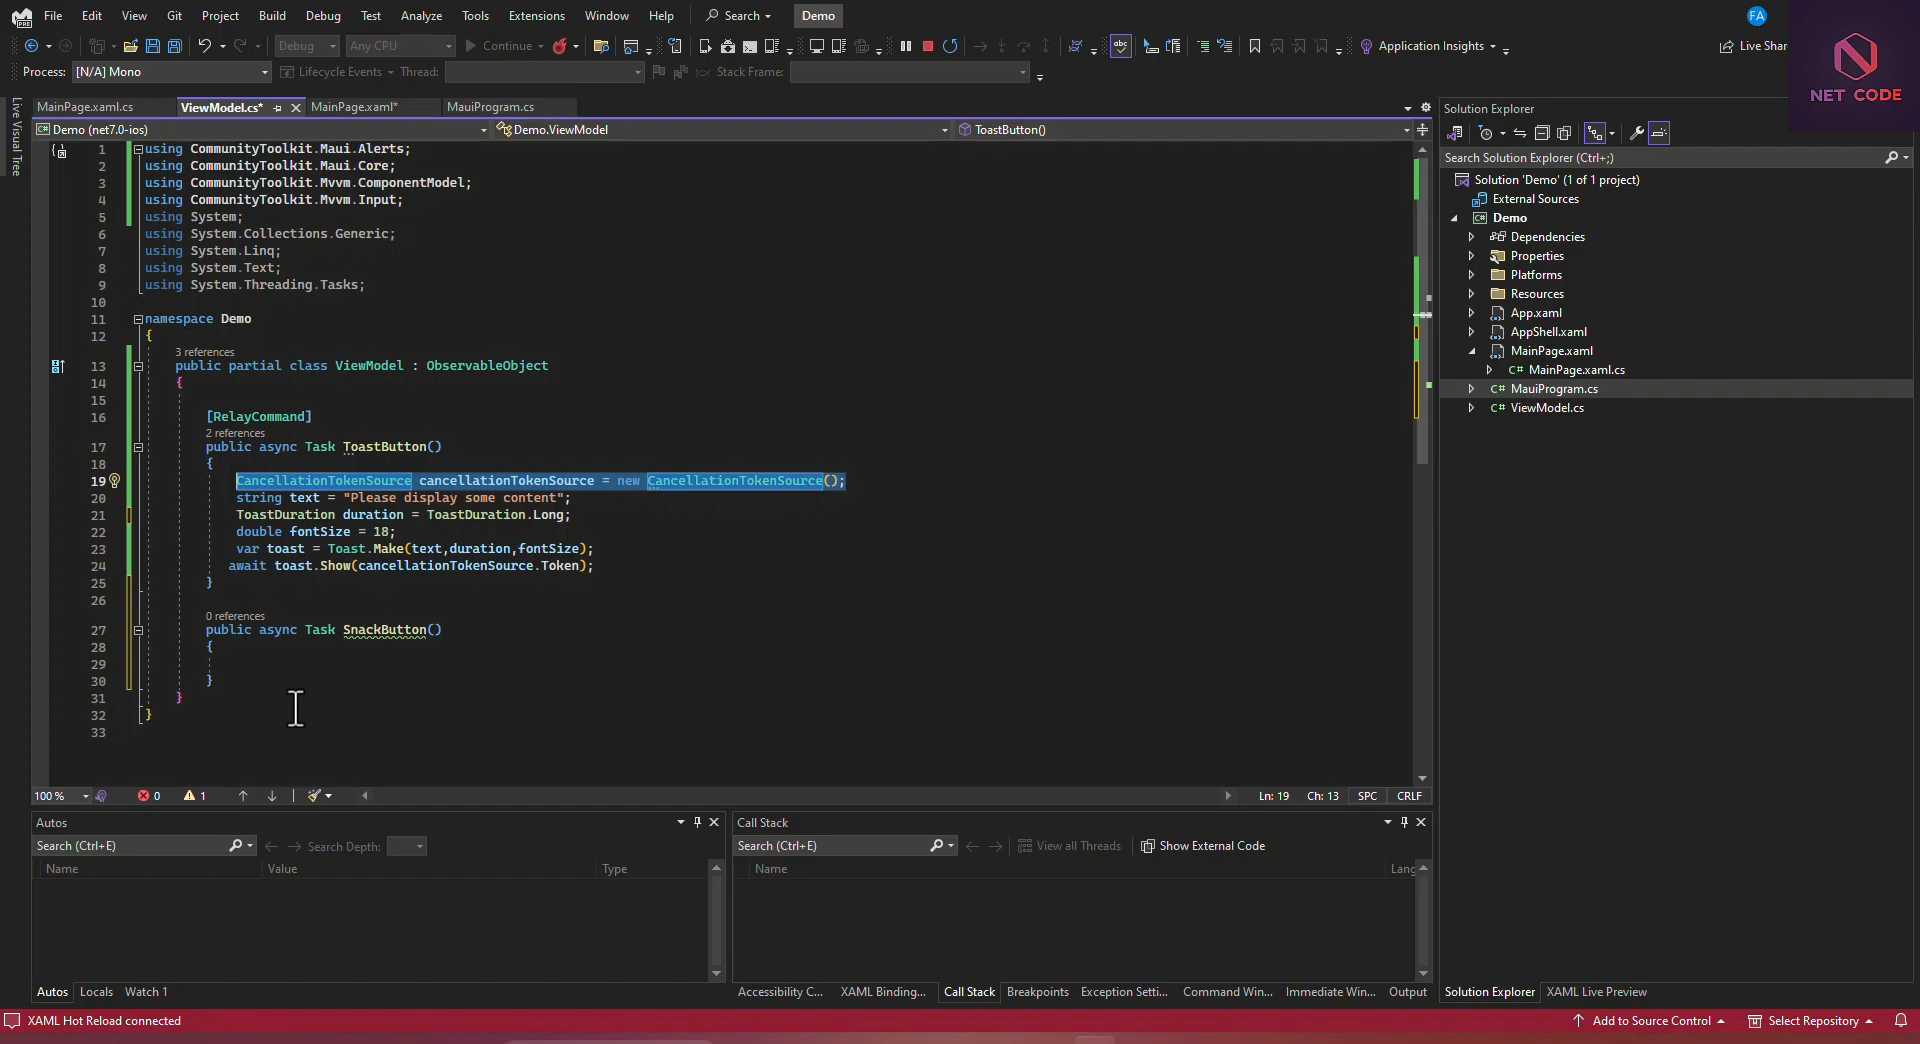 File Edit View Git Project Build Debug Test Analyze Tools Extensions Window Help Search Demo
FA
Debug Any CPU Continue Application Insights Live Shar
Process: [N/A] Mono Lifecycle Events Thread: Stack Frame:
NET CODE
Live Visual Tree
MainPage.xaml.cs ViewModel.cs* MainPage.xaml* MauiProgram.cs
Demo (net7.0-ios) Demo.ViewModel ToastButton()
1 using CommunityToolkit.Maui.Alerts;
2 using CommunityToolkit.Maui.Core;
3 using CommunityToolkit.Mvvm.ComponentModel;
4 using CommunityToolkit.Mvvm.Input;
5 using System;
6 using System.Collections.Generic;
7 using System.Linq;
8 using System.Text;
9 using System.Threading.Tasks;
10
11 namespace Demo
12 {
3 references
13 public partial class ViewModel : ObservableObject
14 {
15
16 [RelayCommand]
2 references
17 public async Task ToastButton()
18 {
19 CancellationTokenSource cancellationTokenSource = new CancellationTokenSource();
20 string text = "Please display some content";
21 ToastDuration duration = ToastDuration.Long;
22 double fontSize = 18;
23 var toast = Toast.Make(text,duration,fontSize);
24 await toast.Show(cancellationTokenSource.Token);
25 }
26
0 references
27 public async Task SnackButton()
28 {
29
30 }
31 }
32 }
33
100 % 0 1 Ln: 19 Ch: 13 SPC CRLF
Autos
Search (Ctrl+E) Search Depth:
Name Value Type
Autos Locals Watch 1
Call Stack
Search (Ctrl+E) View all Threads Show External Code
Name Lang
Accessibility C... XAML Binding... Call Stack Breakpoints Exception Setti... Command Win... Immediate Win... Output
Solution Explorer
Search Solution Explorer (Ctrl+;)
Solution 'Demo' (1 of 1 project)
External Sources
Demo
Dependencies
Properties
Platforms
Resources
App.xaml
AppShell.xaml
MainPage.xaml
MainPage.xaml.cs
MauiProgram.cs
ViewModel.cs
Solution Explorer XAML Live Preview
XAML Hot Reload connected Add to Source Control Select Repository